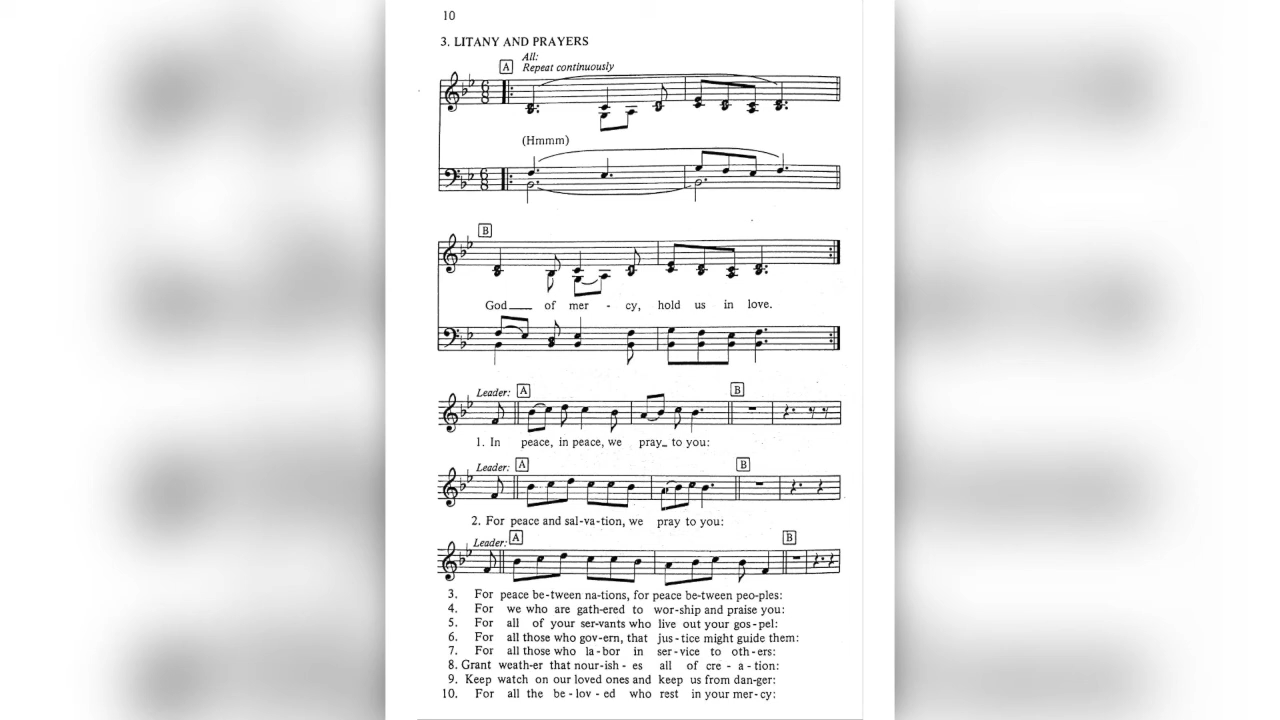 10
3. LITANY AND PRAYERS
All:
A Repeat continuously
(Hmmm)
B
God___ of mer - cy, hold us in love.
Leader: A B
1. In peace, in peace, we pray_ to you:
Leader: A B
2. For peace and sal-va-tion, we pray to you:
Leader: A B
3. For peace be-tween na-tions, for peace be-tween peo-ples:
4. For we who are gath-ered to wor-ship and praise you:
5. For all of your ser-vants who live out your gos-pel:
6. For all those who gov-ern, that jus-tice might guide them:
7. For all those who la-bor in ser-vice to oth-ers:
8. Grant weath-er that nour-ish-es all of cre-a-tion:
9. Keep watch on our loved ones and keep us from dan-ger:
10. For all the be-lov-ed who rest in your mer-cy: